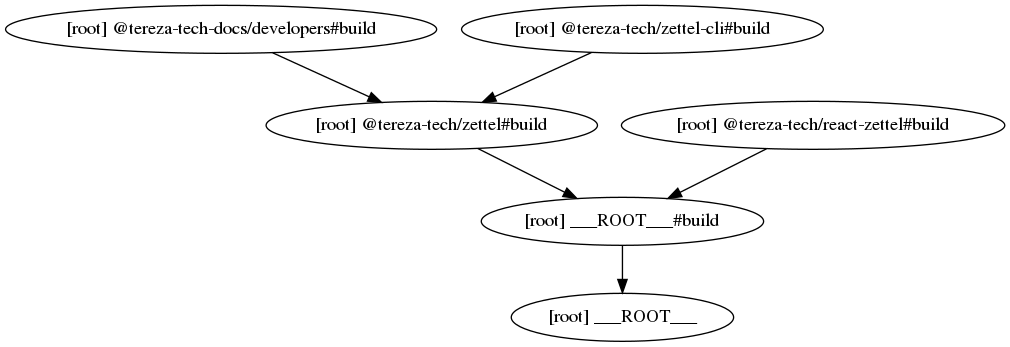 [root] @tereza-tech-docs/developers#build
[root] @tereza-tech/zettel-cli#build
[root] @tereza-tech/zettel#build
[root] @tereza-tech/react-zettel#build
[root] ___ROOT___#build
[root] ___ROOT___